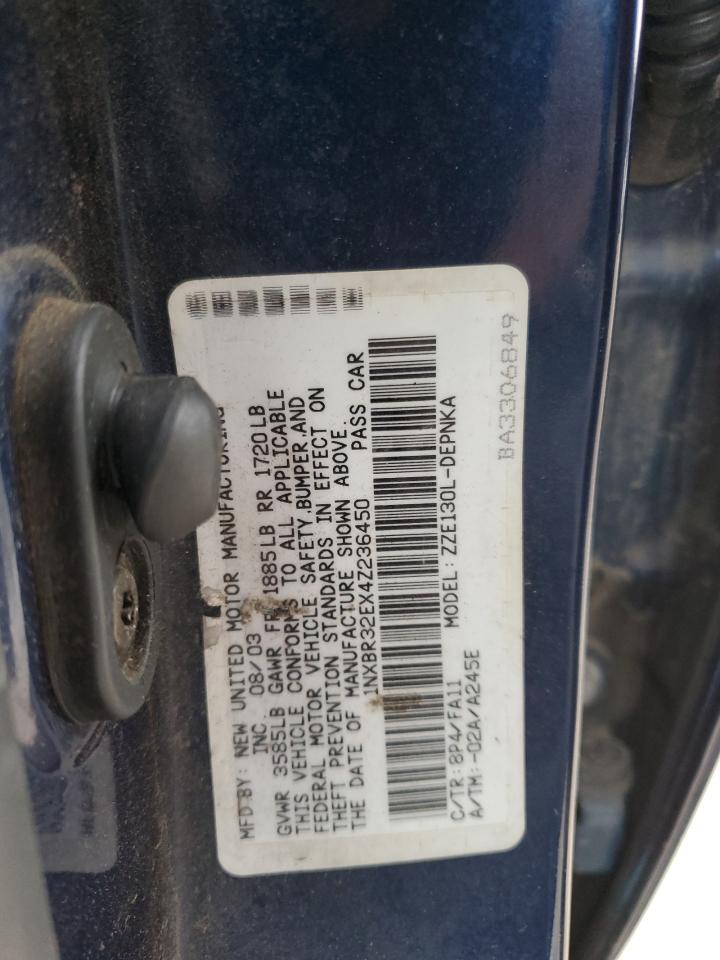 MFD BY: NEW UNITED MOTOR MANUFACTURING
INC. 08/03
GVWR 3585LB GAWR FR 1885LB RR 1720LB
THIS VEHICLE CONFORMS TO ALL APPLICABLE
FEDERAL MOTOR VEHICLE SAFETY,BUMPER,AND
THEFT PREVENTION STANDARDS IN EFFECT ON
THE DATE OF MANUFACTURE SHOWN ABOVE.
1NXBR32EX4Z236450 PASS CAR
C/TR:8P4/FA11 MODEL:ZZE130L-DEPNKA
A/TM:-02A/A245E
BA3306849